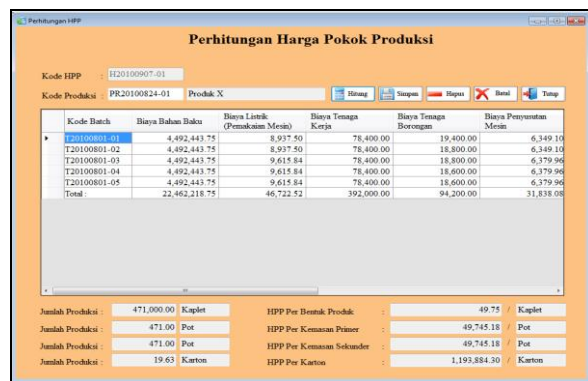 Perhitungan HPP
Perhitungan Harga Pokok Produksi
Kode HPP : H20100907-01
Kode Produksi : PR20100824-01 Produk X Hitung Simpan Hapus Batal Tutup
Kode Batch Biaya Bahan Baku Biaya Listrik (Pemakaian Mesin) Biaya Tenaga Kerja Biaya Tenaga Borongan Biaya Penyusutan Mesin
T20100801-01 4,492,443.75 8,937.50 78,400.00 19,400.00 6,349.10
T20100801-02 4,492,443.75 8,937.50 78,400.00 18,800.00 6,349.10
T20100801-03 4,492,443.75 9,615.84 78,400.00 18,800.00 6,379.96
T20100801-04 4,492,443.75 9,615.84 78,400.00 18,600.00 6,379.96
T20100801-05 4,492,443.75 9,615.84 78,400.00 18,600.00 6,379.96
Total : 22,462,218.75 46,722.52 392,000.00 94,200.00 31,838.08
Jumlah Produksi : 471,000.00 Kaplet HPP Per Bentuk Produk : 49.75 / Kaplet
Jumlah Produksi : 471.00 Pot HPP Per Kemasan Primer : 49,745.18 / Pot
Jumlah Produksi : 471.00 Pot HPP Per Kemasan Sekunder : 49,745.18 / Pot
Jumlah Produksi : 19.63 Karton HPP Per Karton : 1,193,884.30 / Karton